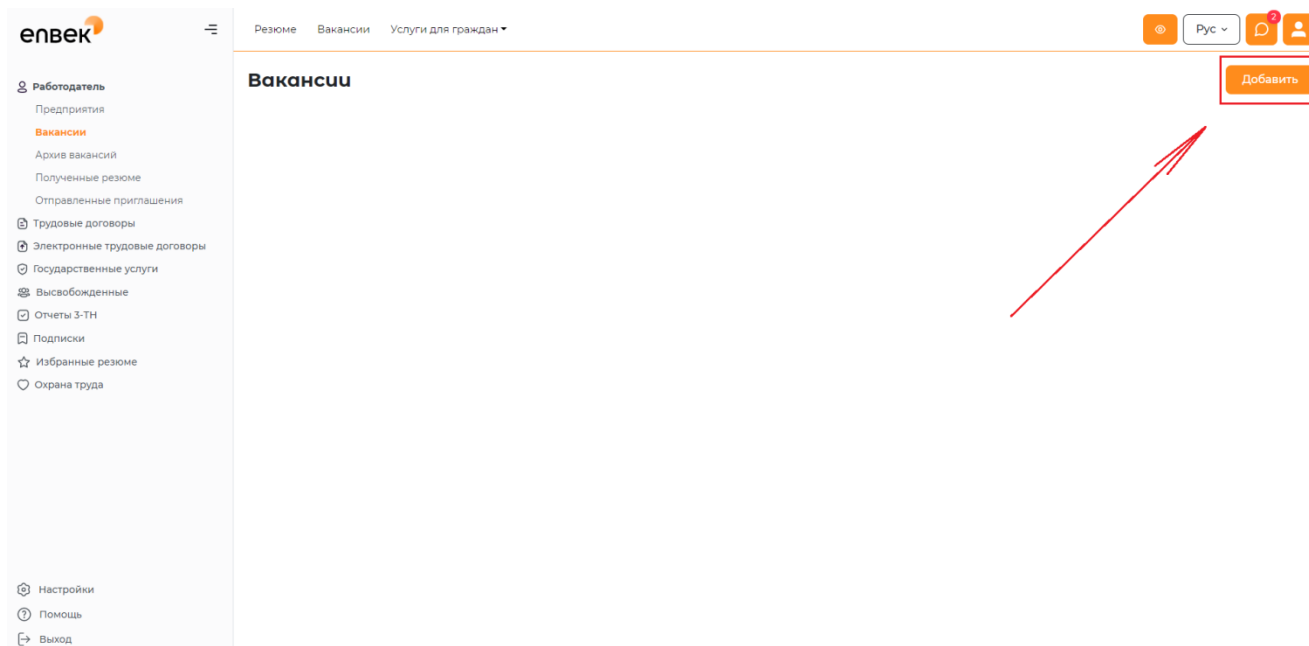 enbek
Резюме Вакансии Услуги для граждан
Рус
2
Вакансии
Добавить
Работодатель
Предприятия
Вакансии
Архив вакансий
Полученные резюме
Отправленные приглашения
Трудовые договоры
Электронные трудовые договоры
Государственные услуги
Высвобожденные
Отчеты 3-ТН
Подписки
Избранные резюме
Охрана труда
Настройки
Помощь
Выход